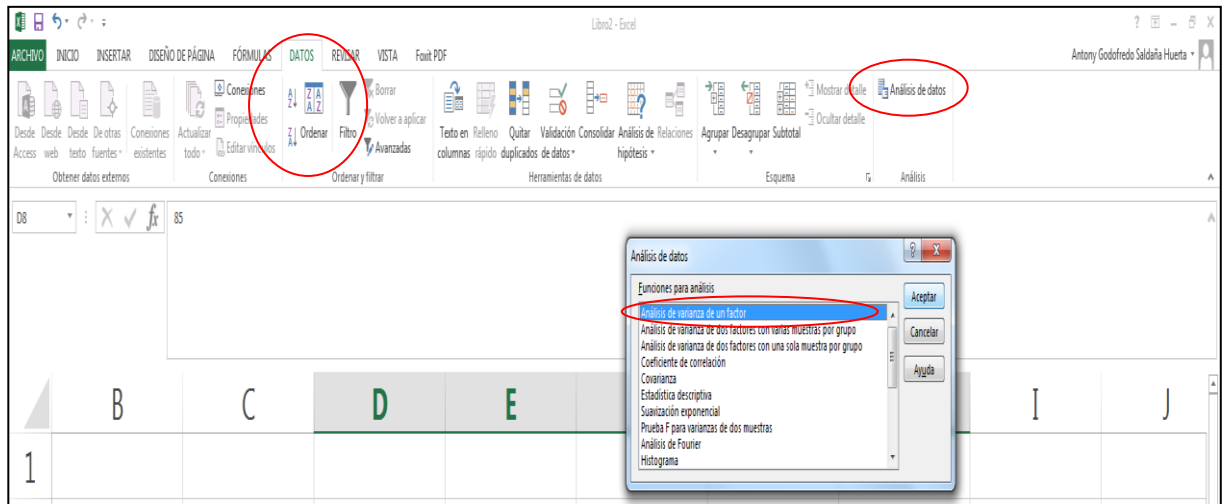 Libro2 - Excel
ARCHIVO INICIO INSERTAR DISEÑO DE PÁGINA FÓRMULAS DATOS REVISAR VISTA Foxit PDF Antony Godofredo Saldaña Huerta
Desde Access
Desde web
Desde texto
De otras fuentes
Conexiones existentes
Obtener datos externos
Actualizar todo
Conexiones
Propiedades
Editar vínculos
Conexiones
Ordenar
Filtro
Borrar
Volver a aplicar
Avanzadas
Ordenar y filtrar
Texto en columnas
Relleno rápido
Quitar duplicados
Validación de datos
Consolidar
Análisis de hipótesis
Relaciones
Herramientas de datos
Agrupar
Desagrupar
Subtotal
Mostrar detalle
Ocultar detalle
Esquema
Análisis de datos
Análisis
D8 fx 85
Análisis de datos
Funciones para análisis
Análisis de varianza de un factor
Análisis de varianza de dos factores con varias muestras por grupo
Análisis de varianza de dos factores con una sola muestra por grupo
Coeficiente de correlación
Covarianza
Estadística descriptiva
Suavización exponencial
Prueba F para varianzas de dos muestras
Análisis de Fourier
Histograma
Aceptar
Cancelar
Ayuda
B C D E I J
1